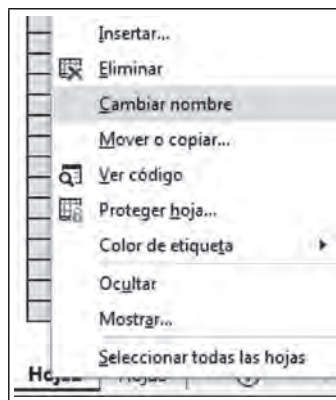 Insertar...
Eliminar
Cambiar nombre
Mover o copiar...
Ver código
Proteger hoja...
Color de etiqueta
Ocultar
Mostrar...
Seleccionar todas las hojas